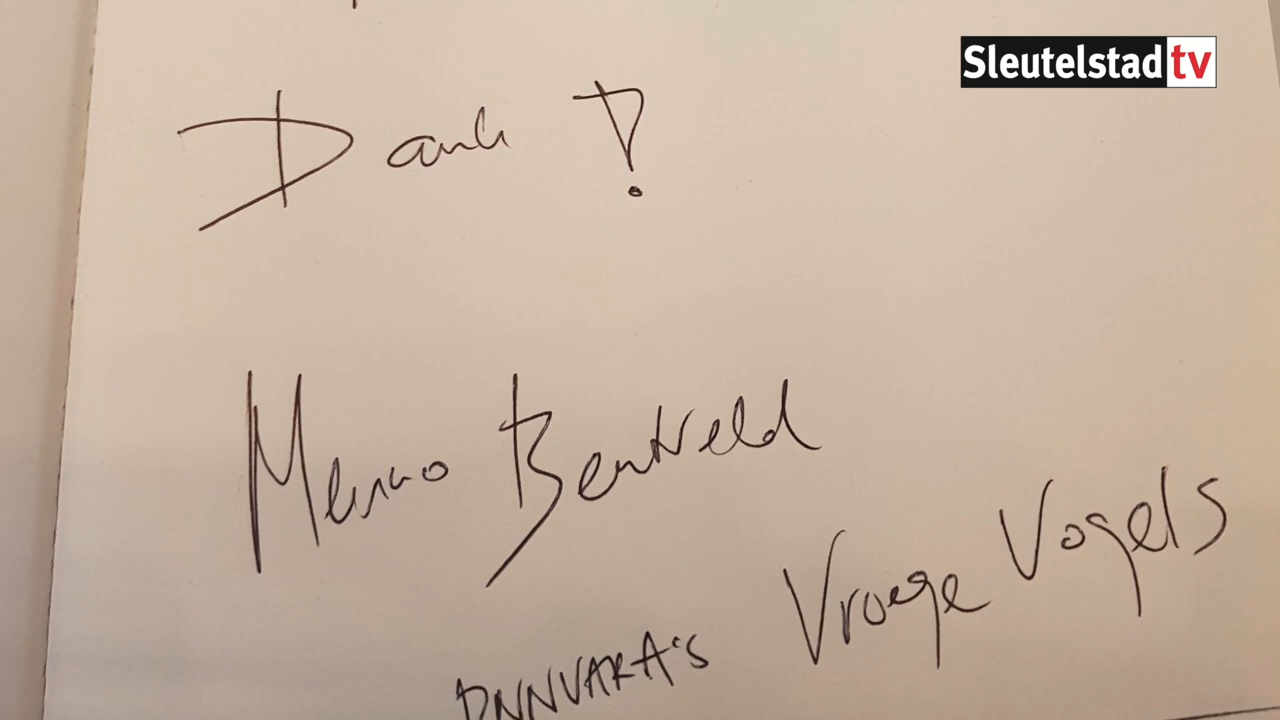 Sleutelstad tv
Dank !
Menno Bentveld
Vroege Vogels
BNNVARA's